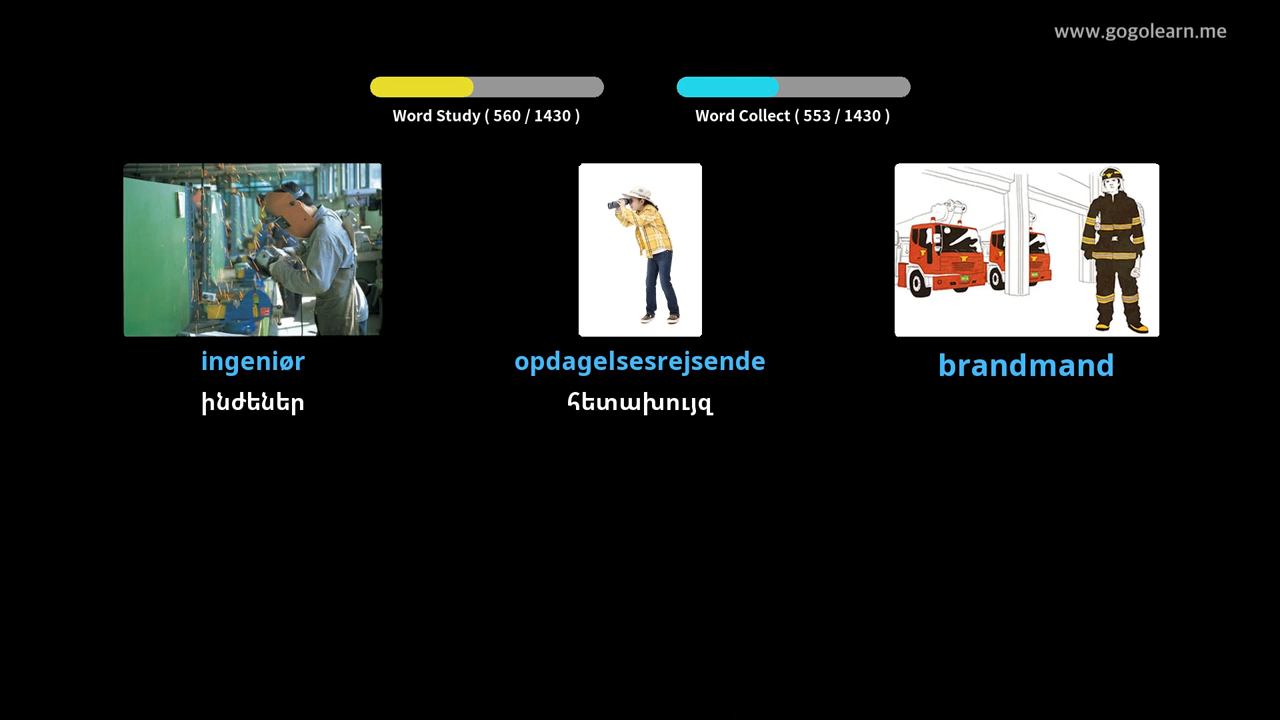 www.gogolearn.me
Word Study ( 560 / 1430 )
Word Collect ( 553 / 1430 )
ingeniør
ինժեներ
opdagelsesrejsende
հետախույզ
brandmand